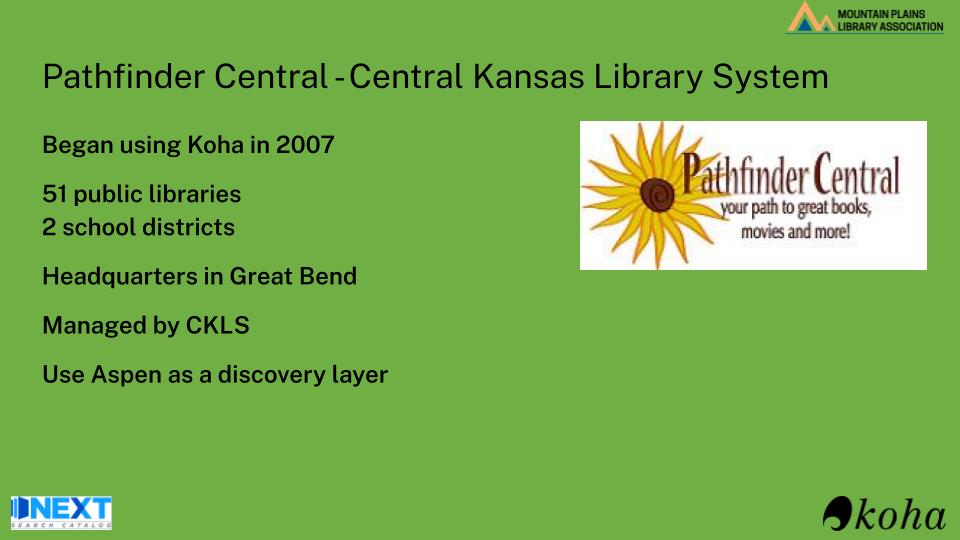 MOUNTAIN PLAINS
LIBRARY ASSOCIATION
Pathfinder Central - Central Kansas Library System
Began using Koha in 2007
51 public libraries
2 school districts
Headquarters in Great Bend
Managed by CKLS
Use Aspen as a discovery layer
Pathfinder Central
your path to great books,
movies and more!
NEXT
SEARCH CATALOG
koha